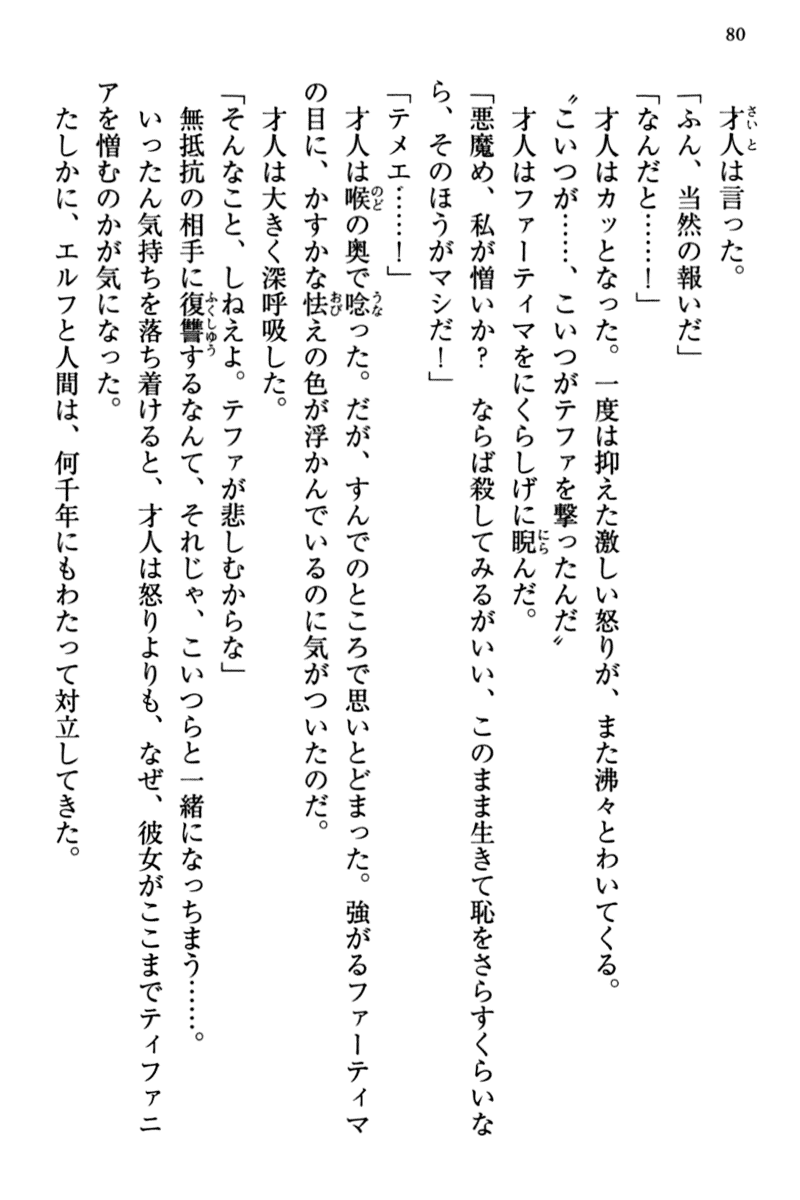 80
才人は言った。
「ふん、当然の報いだ」
「なんだと……！」
才人はカッとなった。一度は抑えた激しい怒りが、また沸々とわいてくる。
〝こいつが……、こいつがテファを撃ったんだ〟
才人はファーティマをにくらしげに睨んだ。
「悪魔め、私が憎いか？　ならば殺してみるがいい、このまま生きて恥をさらすくらいな
ら、そのほうがマシだ！」
「テメエ……！」
才人は喉の奥で唸った。だが、すんでのところで思いとどまった。強がるファーティマ
の目に、かすかな怯えの色が浮かんでいるのに気がついたのだ。
才人は大きく深呼吸した。
「そんなこと、しねえよ。テファが悲しむからな」
無抵抗の相手に復讐するなんて、それじゃ、こいつらと一緒になっちまう……。
いったん気持ちを落ち着けると、才人は怒りよりも、なぜ、彼女がここまでティファニ
アを憎むのかが気になった。
たしかに、エルフと人間は、何千年にもわたって対立してきた。